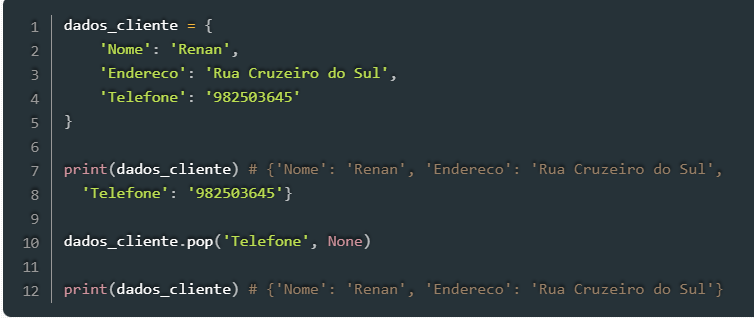 1 dados_cliente = {
2     'Nome': 'Renan',
3     'Endereco': 'Rua Cruzeiro do Sul',
4     'Telefone': '982503645'
5 }
6
7 print(dados_cliente) # {'Nome': 'Renan', 'Endereco': 'Rua Cruzeiro do Sul',
8   'Telefone': '982503645'}
9
10 dados_cliente.pop('Telefone', None)
11
12 print(dados_cliente) # {'Nome': 'Renan', 'Endereco': 'Rua Cruzeiro do Sul'}